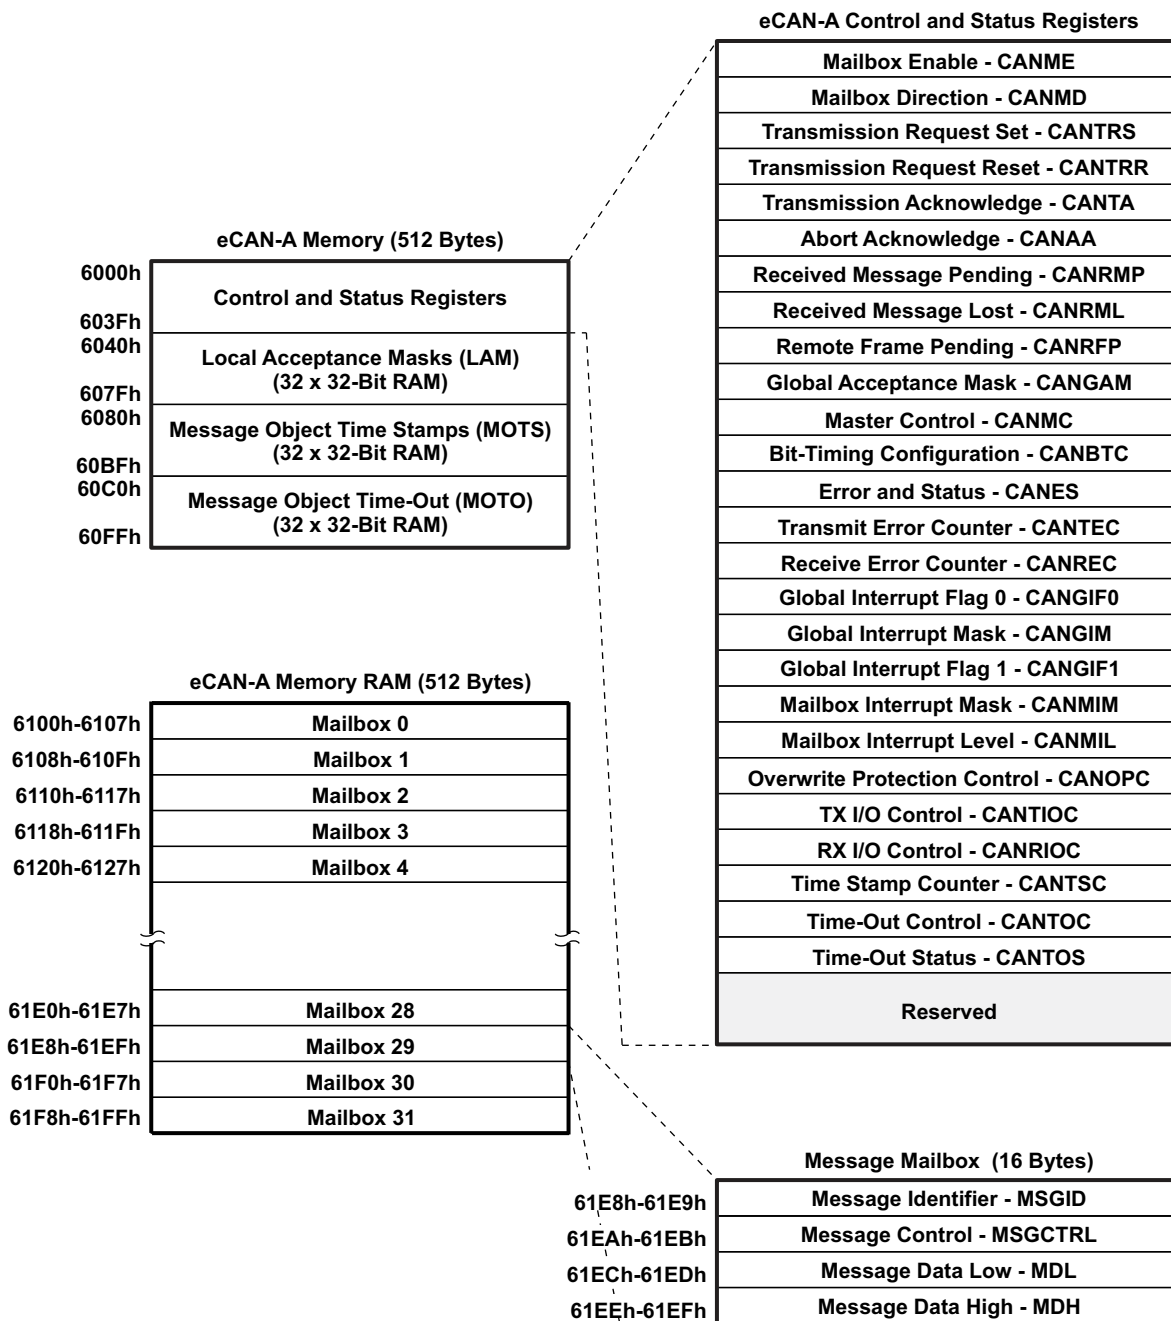 eCAN-A Control and Status Registers
Mailbox Enable - CANME
Mailbox Direction - CANMD
Transmission Request Set - CANTRS
Transmission Request Reset - CANTRR
Transmission Acknowledge - CANTA
Abort Acknowledge - CANAA
Received Message Pending - CANRMP
Received Message Lost - CANRML
Remote Frame Pending - CANRFP
Global Acceptance Mask - CANGAM
Master Control - CANMC
Bit-Timing Configuration - CANBTC
Error and Status - CANES
Transmit Error Counter - CANTEC
Receive Error Counter - CANREC
Global Interrupt Flag 0 - CANGIF0
Global Interrupt Mask - CANGIM
Global Interrupt Flag 1 - CANGIF1
Mailbox Interrupt Mask - CANMIM
Mailbox Interrupt Level - CANMIL
Overwrite Protection Control - CANOPC
TX I/O Control - CANTIOC
RX I/O Control - CANRIOC
Time Stamp Counter - CANTSC
Time-Out Control - CANTOC
Time-Out Status - CANTOS
Reserved
eCAN-A Memory (512 Bytes)
6000h
Control and Status Registers
603Fh
6040h
Local Acceptance Masks (LAM)
(32 x 32-Bit RAM)
607Fh
6080h
Message Object Time Stamps (MOTS)
(32 x 32-Bit RAM)
60BFh
60C0h
Message Object Time-Out (MOTO)
(32 x 32-Bit RAM)
60FFh
eCAN-A Memory RAM (512 Bytes)
6100h-6107h Mailbox 0
6108h-610Fh Mailbox 1
6110h-6117h Mailbox 2
6118h-611Fh Mailbox 3
6120h-6127h Mailbox 4
61E0h-61E7h Mailbox 28
61E8h-61EFh Mailbox 29
61F0h-61F7h Mailbox 30
61F8h-61FFh Mailbox 31
Message Mailbox (16 Bytes)
61E8h-61E9h Message Identifier - MSGID
61EAh-61EBh Message Control - MSGCTRL
61ECh-61EDh Message Data Low - MDL
61EEh-61EFh Message Data High - MDH